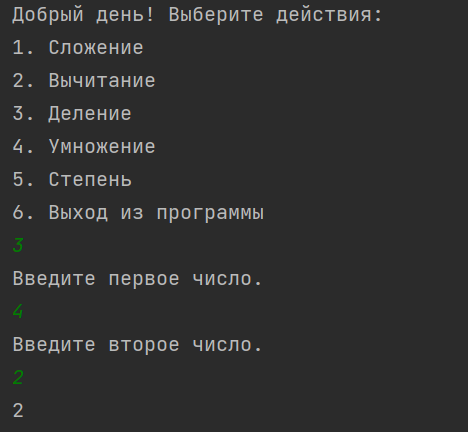 Добрый день! Выберите действия:
1. Сложение
2. Вычитание
3. Деление
4. Умножение
5. Степень
6. Выход из программы
3
Введите первое число.
4
Введите второе число.
2
2